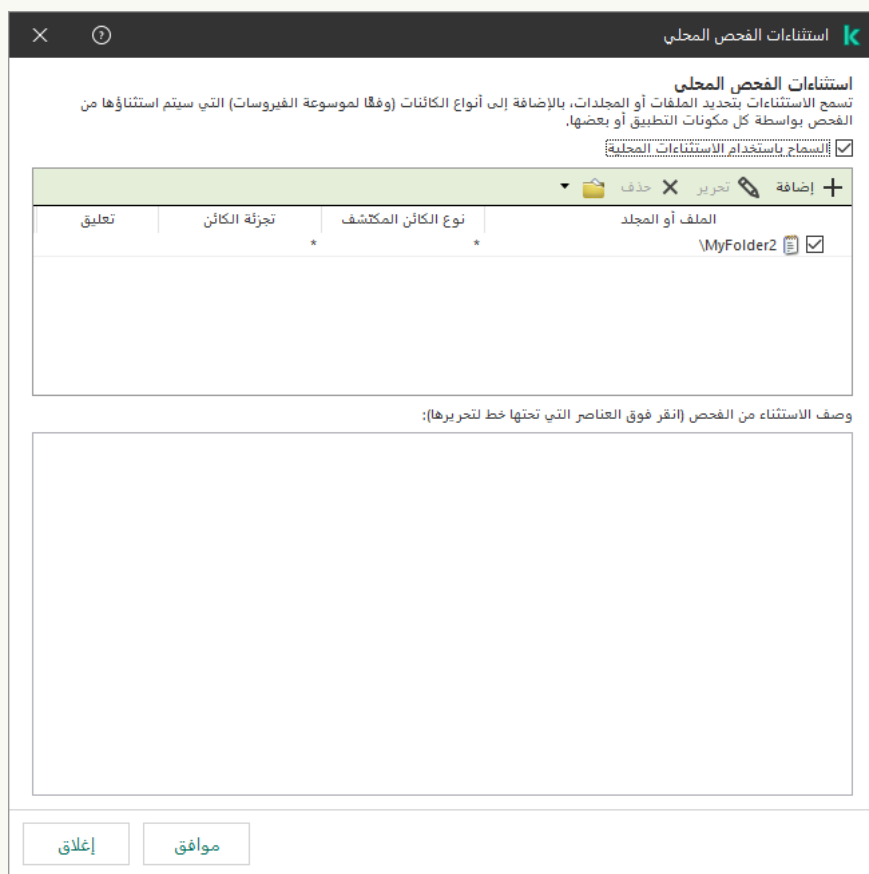 استثناءات الفحص المحلي
استثناءات الفحص المحلي
تسمح الاستثناءات بتحديد الملفات أو المجلدات، بالإضافة إلى أنواع الكائنات (وفقًا لموسوعة الفيروسات) التي سيتم استثناؤها من
الفحص بواسطة كل مكونات التطبيق أو بعضها.
السماح باستخدام الاستثناءات المحلية
إضافة تحرير حذف
الملف أو المجلد نوع الكائن المكتشف تجزئة الكائن تعليق
\MyFolder2 * *
وصف الاستثناء من الفحص (انقر فوق العناصر التي تحتها خط لتحريرها):
موافق إغلاق